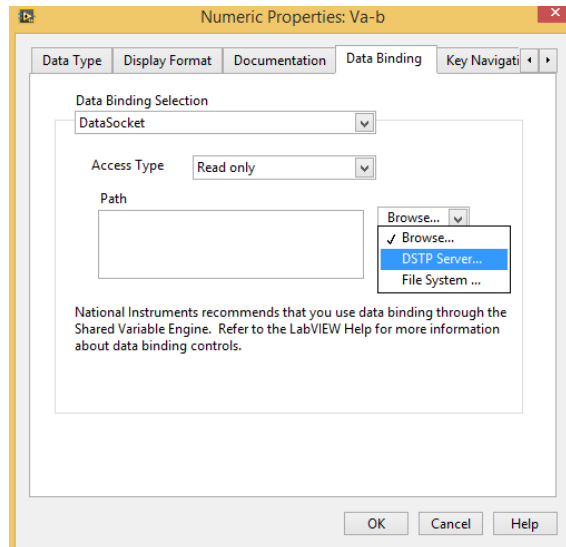 Numeric Properties: Va-b
Data Type Display Format Documentation Data Binding Key Navigati
Data Binding Selection
DataSocket
Access Type Read only
Path
Browse...
Browse...
DSTP Server...
File System ...
National Instruments recommends that you use data binding through the
Shared Variable Engine. Refer to the LabVIEW Help for more information
about data binding controls.
OK Cancel Help